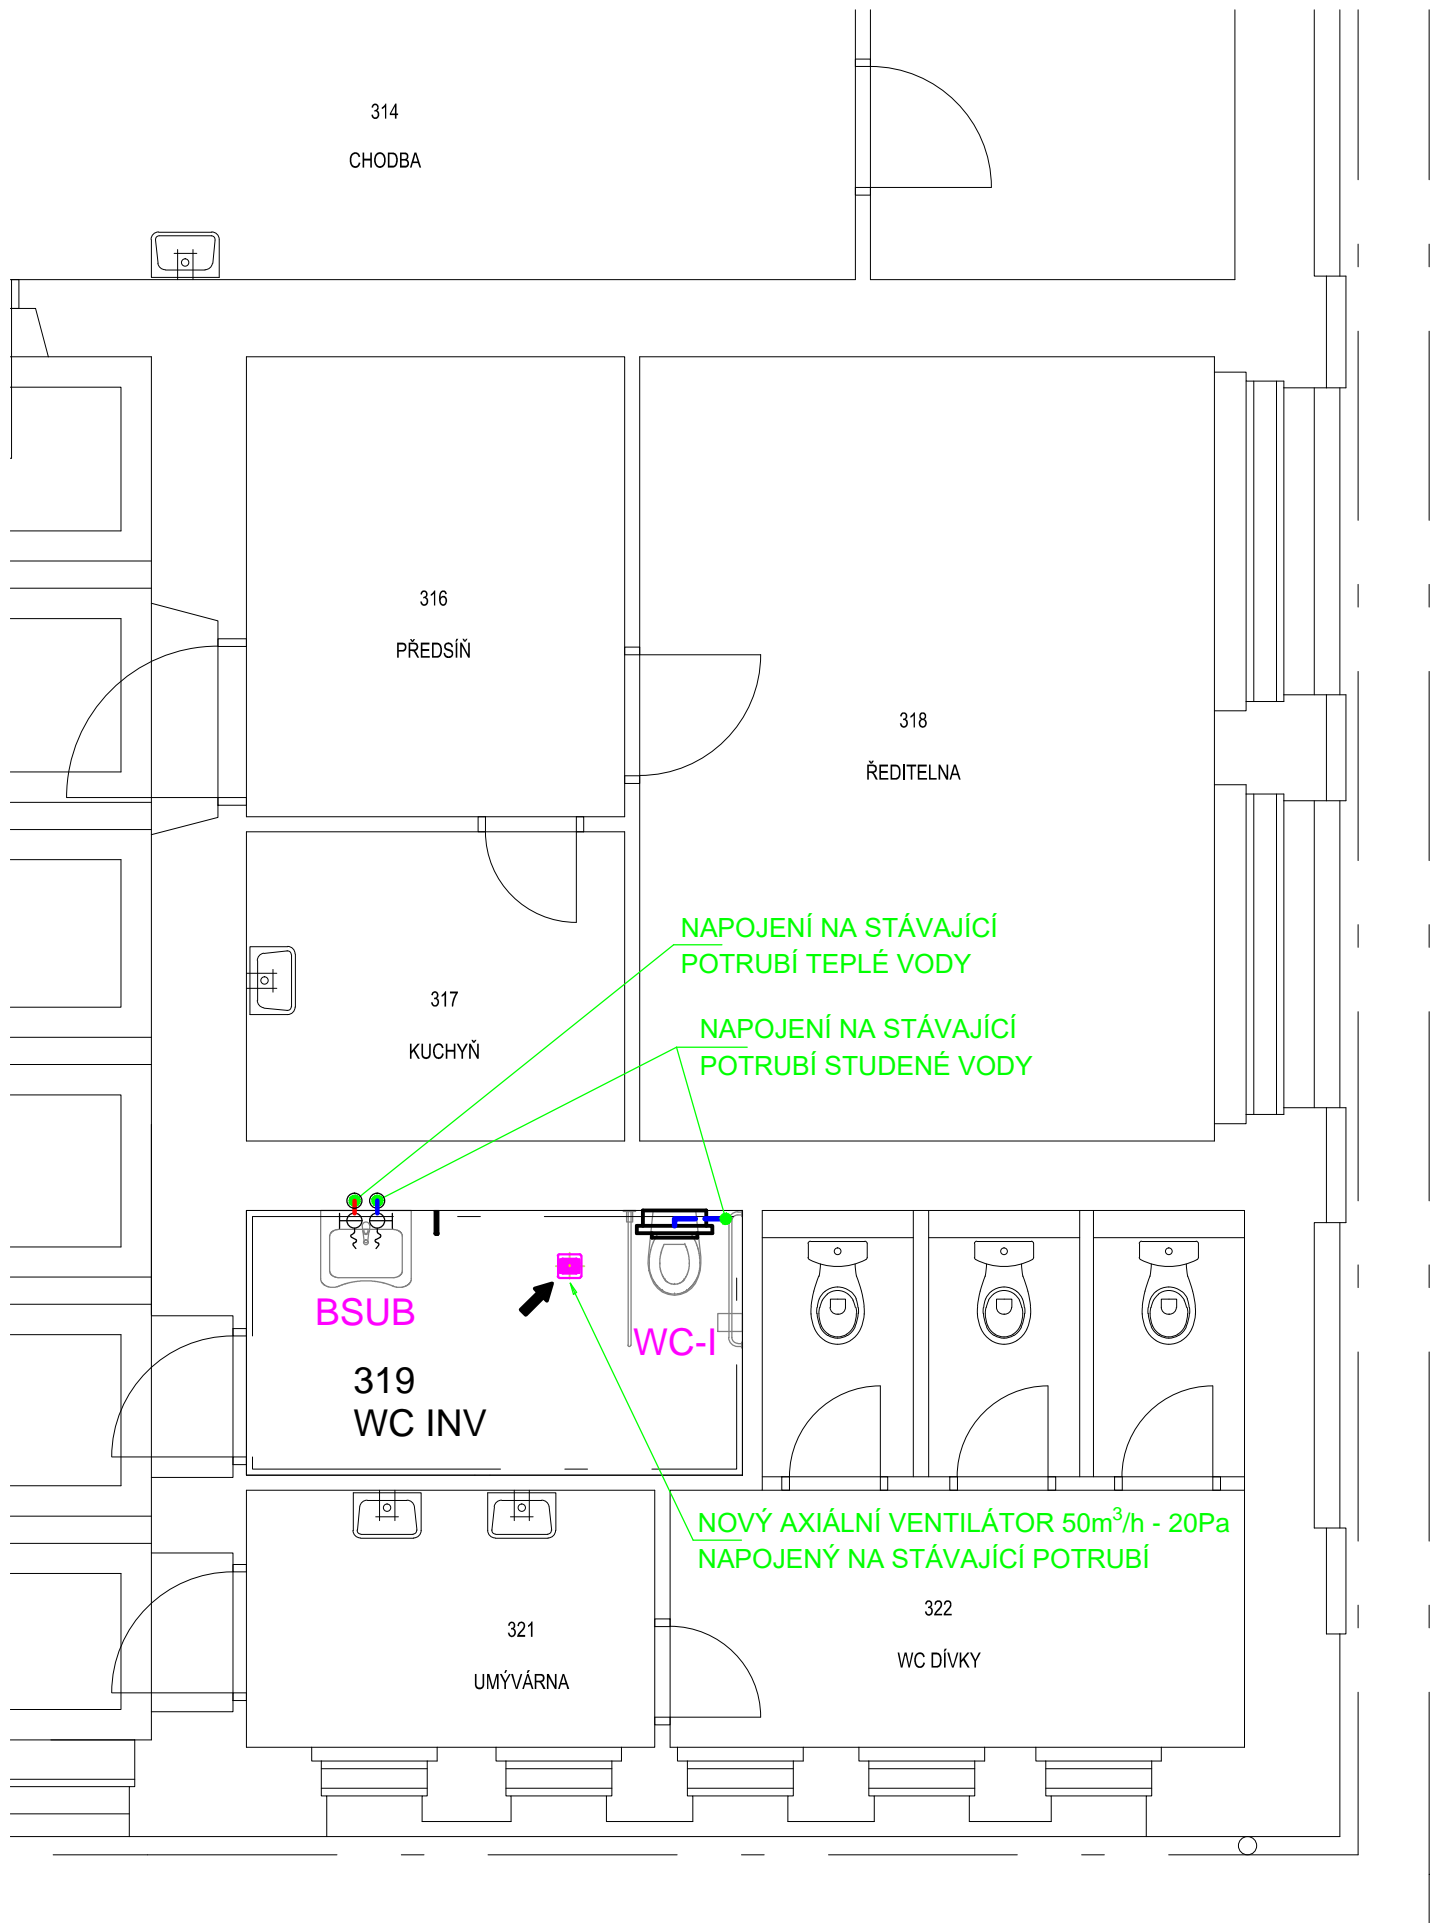 314
CHODBA
316
PŘEDSÍŇ
318
ŘEDITELNA
NAPOJENÍ NA STÁVAJÍCÍ
POTRUBÍ TEPLÉ VODY
317
KUCHYŇ
NAPOJENÍ NA STÁVAJÍCÍ
POTRUBÍ STUDENÉ VODY
BSUB
WC-I
319
WC INV
NOVÝ AXIÁLNÍ VENTILÁTOR 50m³/h - 20Pa
NAPOJENÝ NA STÁVAJÍCÍ POTRUBÍ
321
UMÝVÁRNA
322
WC DÍVKY